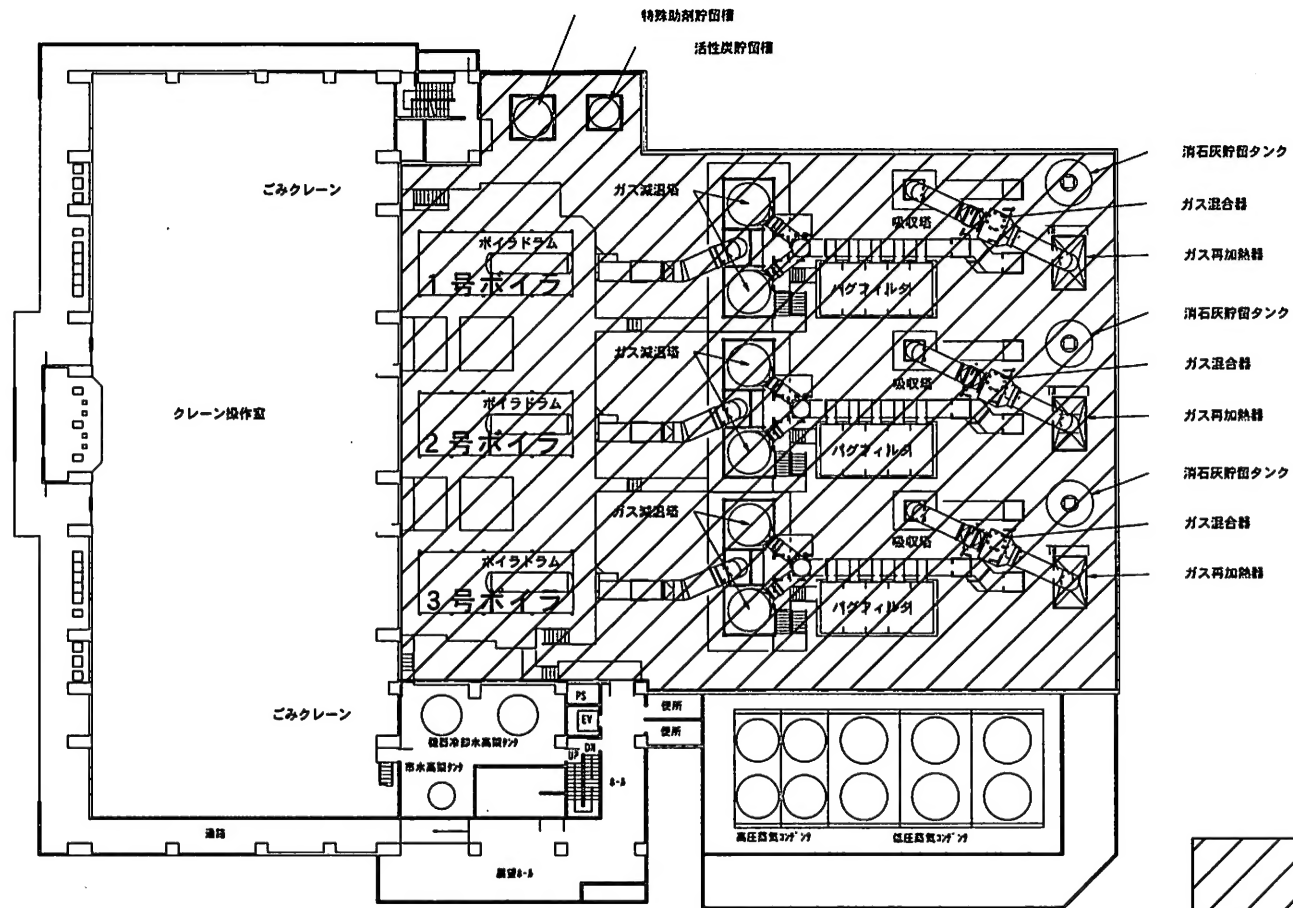 特殊助剤貯留槽
活性炭貯留槽
消石灰貯留タンク
ごみクレーン
ガス減温塔
吸収塔
ガス混合器
ボイラドラム
1号ボイラ
ガス再加熱器
バグフィルタ
消石灰貯留タンク
ガス減温塔
吸収塔
ガス混合器
ボイラドラム
クレーン操作室
ガス再加熱器
2号ボイラ
バグフィルタ
消石灰貯留タンク
ガス減温塔
吸収塔
ガス混合器
ボイラドラム
ガス再加熱器
3号ボイラ
バグフィルタ
PS
便所
ごみクレーン
EV
便所
機器冷却水高架タンク
DN
UP
市水高架タンク
ホール
通路
高圧蒸気コンデンサ
低圧蒸気コンデンサ
展望ホール